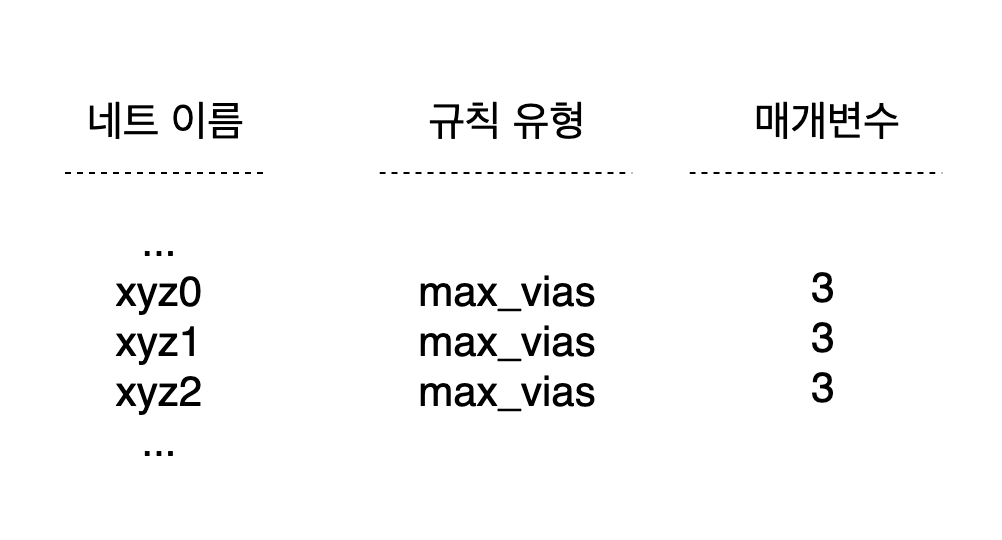 네트 이름 규칙 유형 매개변수
----------------- --------------------- ---------------------
...
xyz0 max_vias 3
xyz1 max_vias 3
xyz2 max_vias 3
...